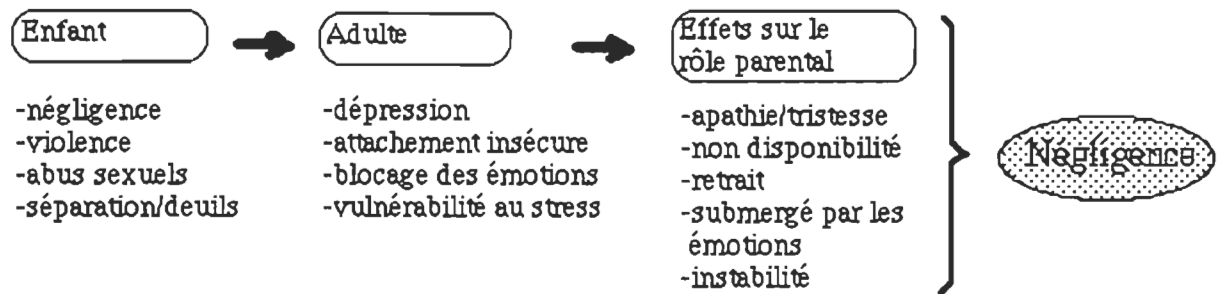 Enfant
-négligence
-violence
-abus sexuels
-séparation/deuils
Adulte
-dépression
-attachement insécure
-blocage des émotions
-vulnérabilité au stress
Effets sur le
rôle parental
-apathie/tristesse
-non disponibilité
-retrait
-submergé par les
émotions
-instabilité
Négligence